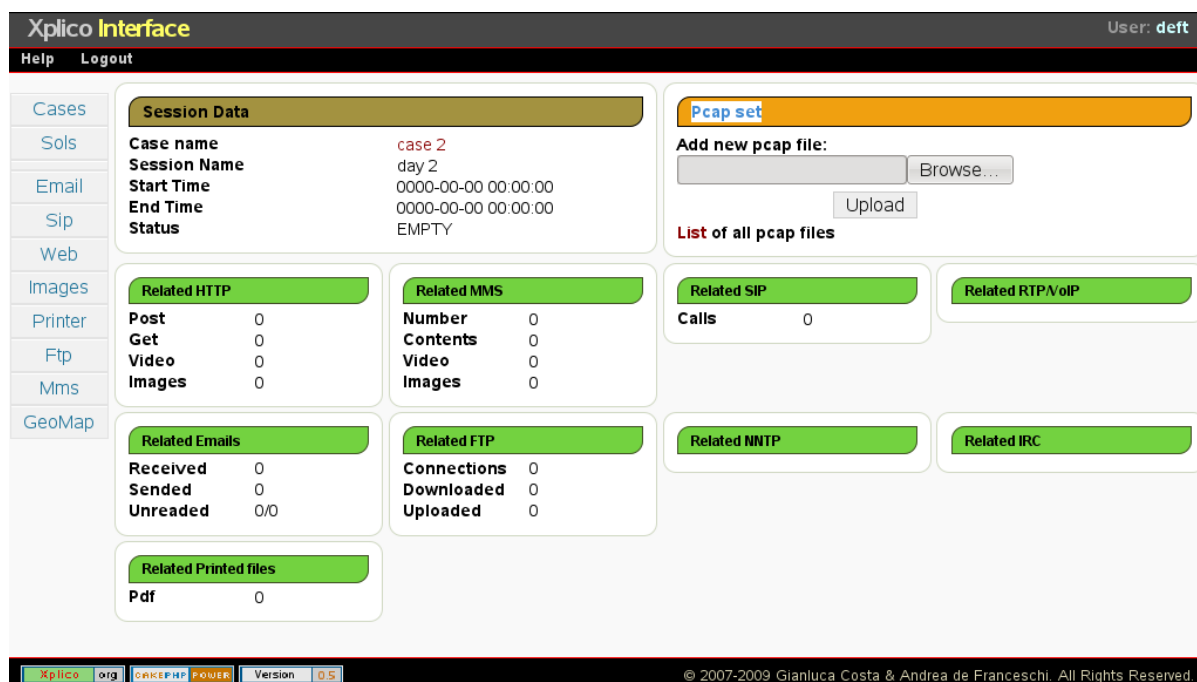 Xplico Interface
User: deft
Help Logout
Cases
Sols
Email
Sip
Web
Images
Printer
Ftp
Mms
GeoMap
Session Data
Case name case 2
Session Name day 2
Start Time 0000-00-00 00:00:00
End Time 0000-00-00 00:00:00
Status EMPTY
Pcap set
Add new pcap file:
Browse...
Upload
List of all pcap files
Related HTTP
Post 0
Get 0
Video 0
Images 0
Related MMS
Number 0
Contents 0
Video 0
Images 0
Related SIP
Calls 0
Related RTP/VoIP
Related Emails
Received 0
Sended 0
Unreaded 0/0
Related FTP
Connections 0
Downloaded 0
Uploaded 0
Related NNTP
Related IRC
Related Printed files
Pdf 0
Xplico org CAKEPHP POWER Version 0.5
© 2007-2009 Gianluca Costa & Andrea de Franceschi. All Rights Reserved.